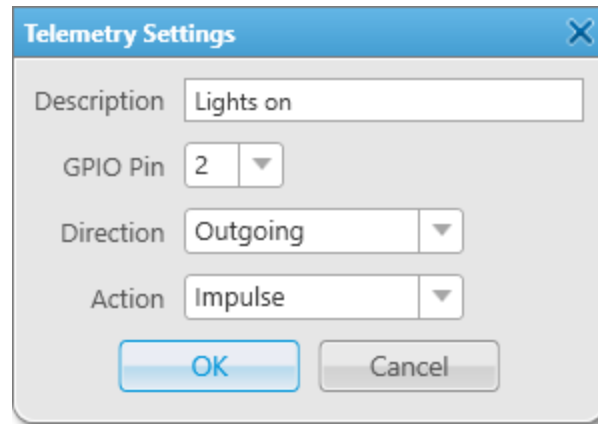 Telemetry Settings
Description Lights on
GPIO Pin 2
Direction Outgoing
Action Impulse
OK Cancel